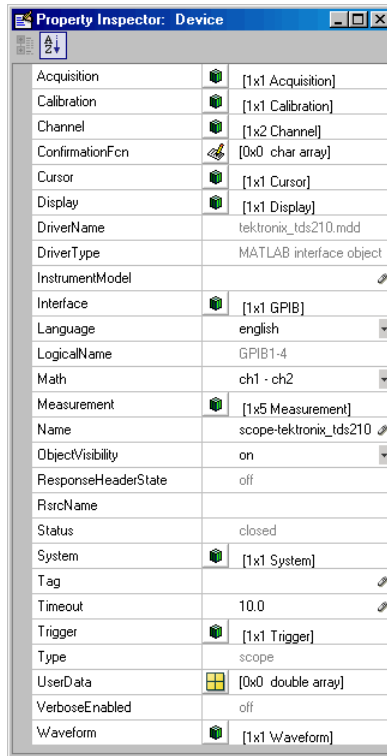 Property Inspector: Device
Acquisition [1x1 Acquisition]
Calibration [1x1 Calibration]
Channel [1x2 Channel]
ConfirmationFcn [0x0 char array]
Cursor [1x1 Cursor]
Display [1x1 Display]
DriverName tektronix_tds210.mdd
DriverType MATLAB interface object
InstrumentModel
Interface [1x1 GPIB]
Language english
LogicalName GPIB1-4
Math ch1 - ch2
Measurement [1x5 Measurement]
Name scope-tektronix_tds210
ObjectVisibility on
ResponseHeaderState off
RsrcName
Status closed
System [1x1 System]
Tag
Timeout 10.0
Trigger [1x1 Trigger]
Type scope
UserData [0x0 double array]
VerboseEnabled off
Waveform [1x1 Waveform]